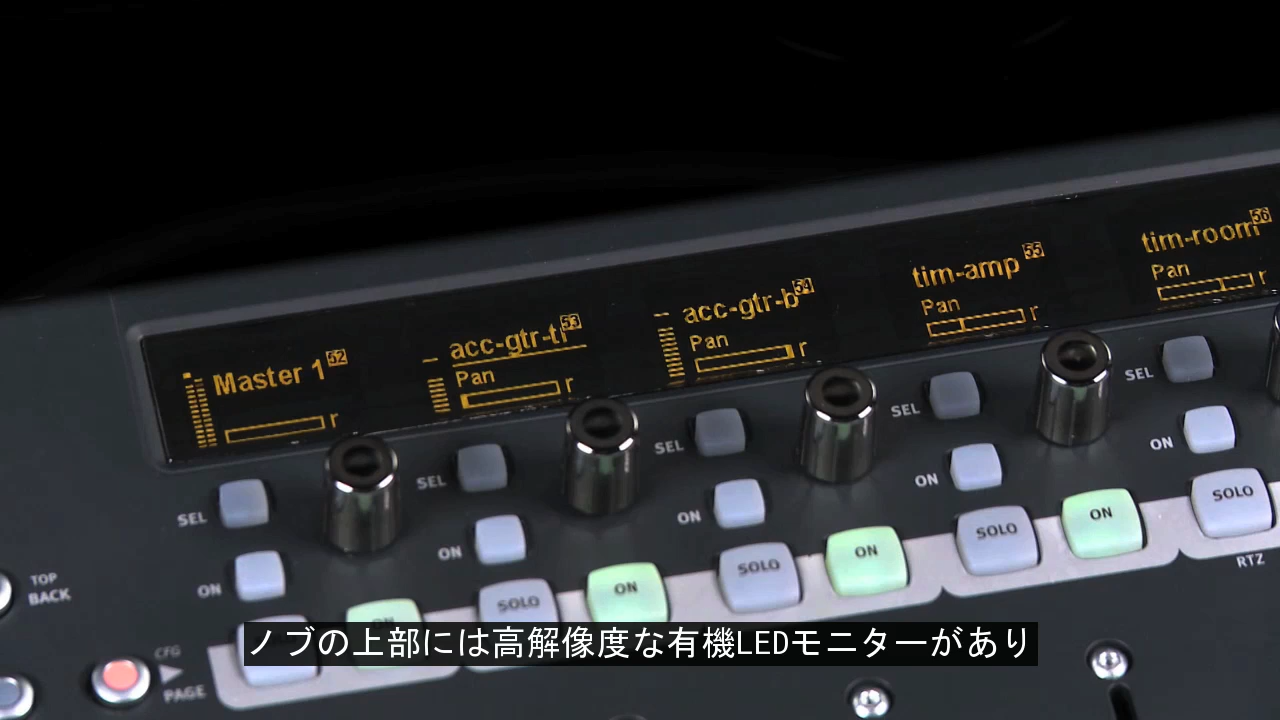 Master 1 52
r
acc-gtr-tr 53
Pan
r
acc-gtr-b 54
Pan
r
tim-amp 55
Pan
r
tim-room 56
Pan
r
SEL
SEL
SEL
SEL
SEL
ON
ON
ON
ON
ON
SOLO
ON
SOLO
ON
SOLO
ON
SOLO
ON
RTZ
TOP
BACK
CFG
PAGE
ノブの上部には高解像度な有機LEDモニターがあり